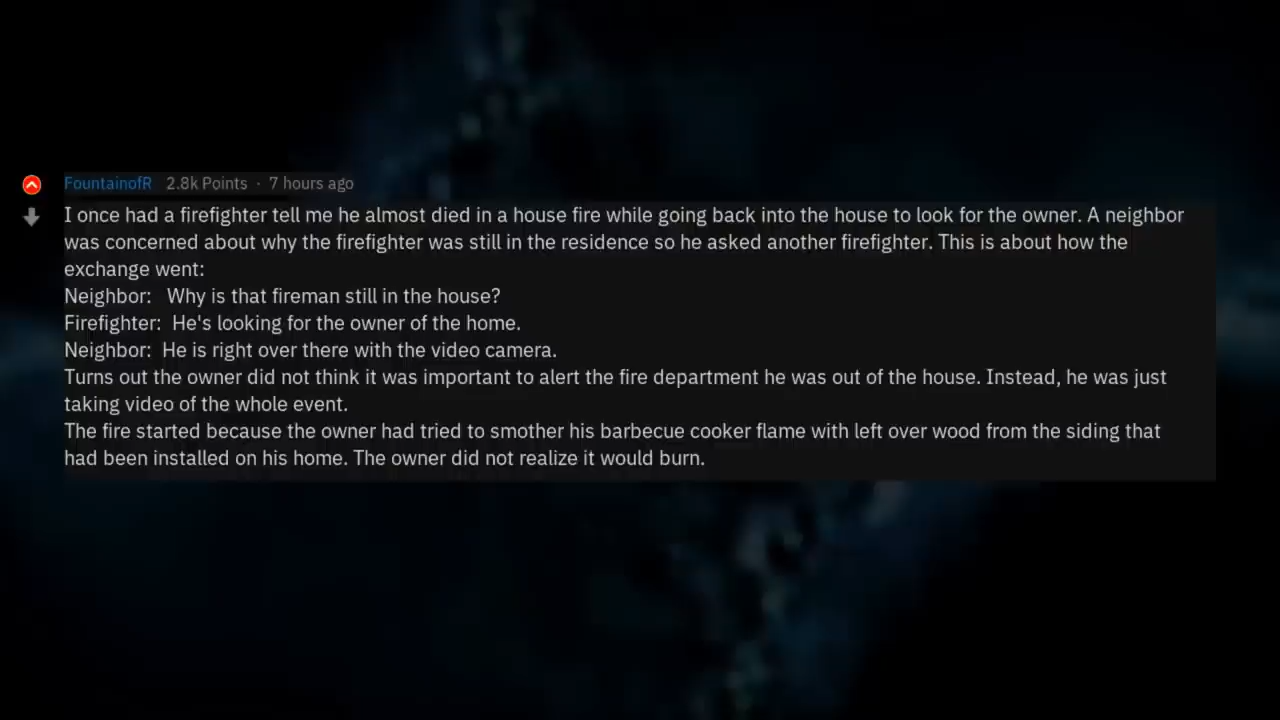 FountainofR 2.8k Points · 7 hours ago
I once had a firefighter tell me he almost died in a house fire while going back into the house to look for the owner. A neighbor
was concerned about why the firefighter was still in the residence so he asked another firefighter. This is about how the
exchange went:
Neighbor: Why is that fireman still in the house?
Firefighter: He's looking for the owner of the home.
Neighbor: He is right over there with the video camera.
Turns out the owner did not think it was important to alert the fire department he was out of the house. Instead, he was just
taking video of the whole event.
The fire started because the owner had tried to smother his barbecue cooker flame with left over wood from the siding that
had been installed on his home. The owner did not realize it would burn.